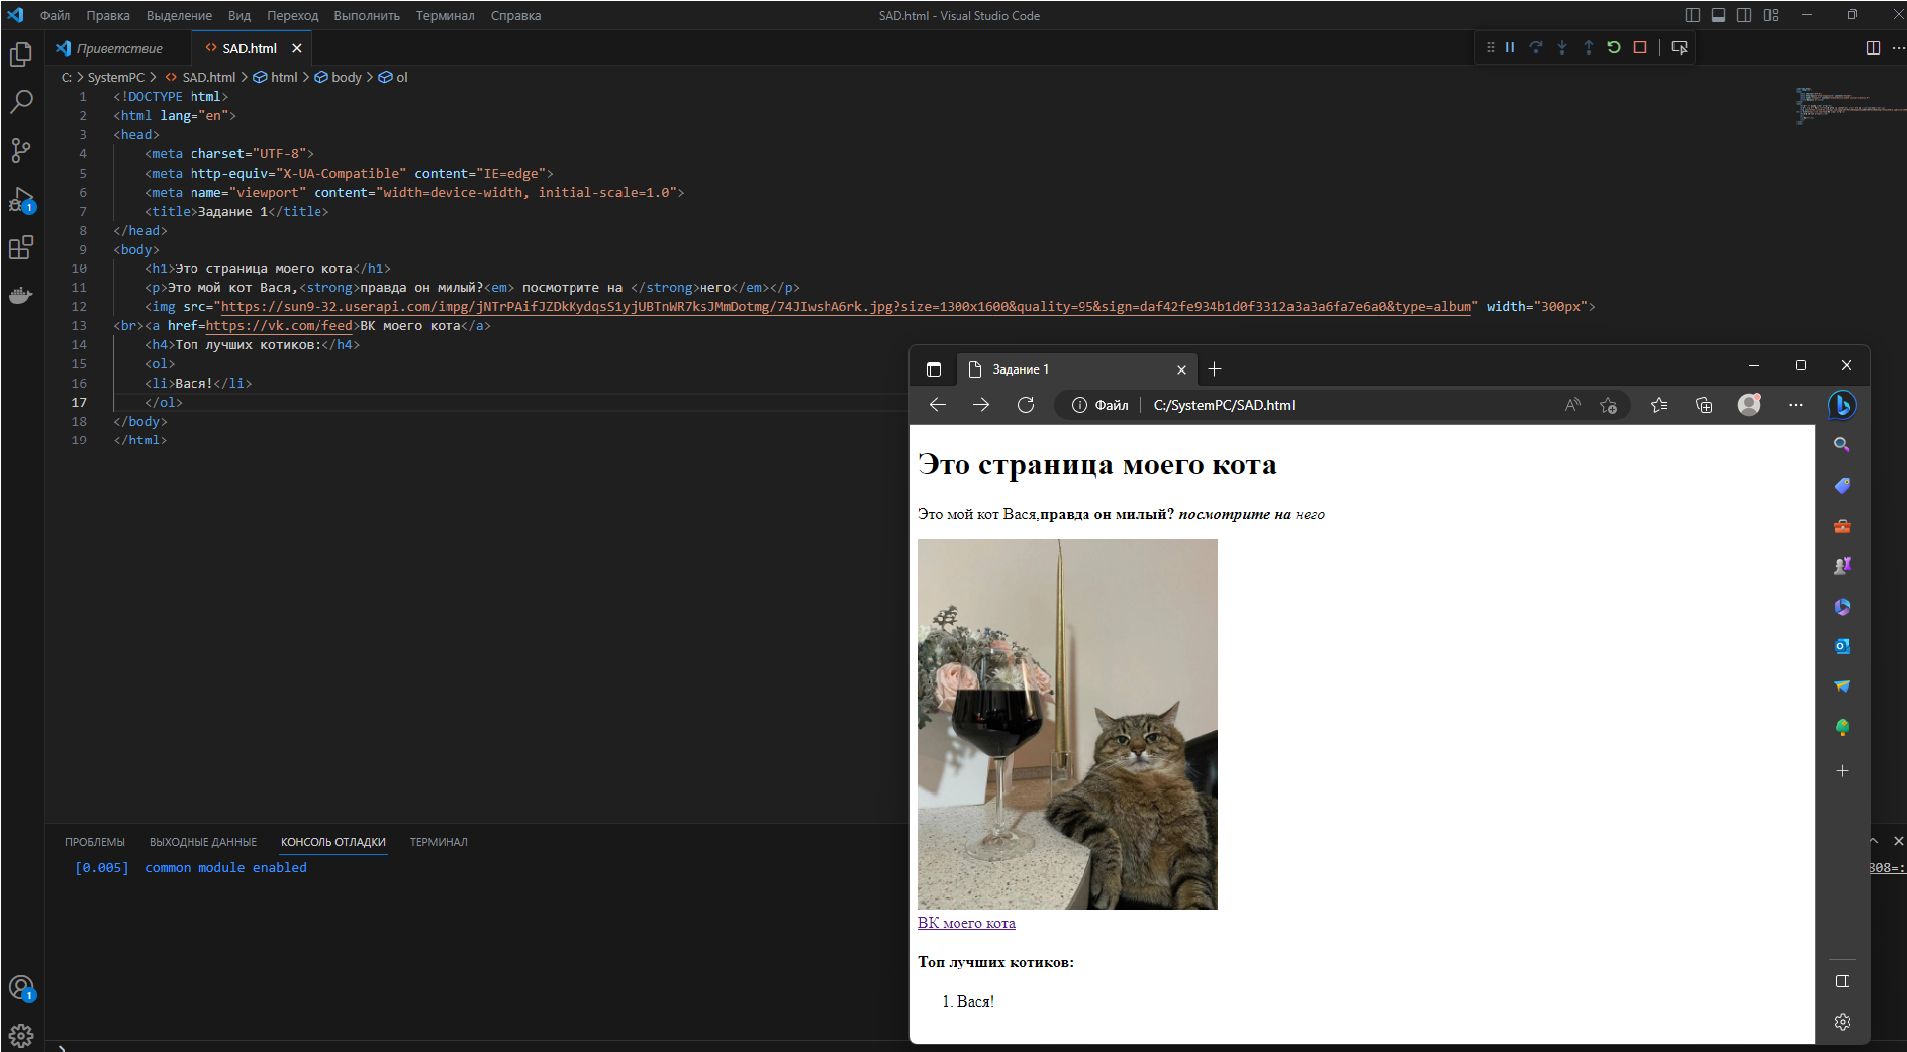 Файл Правка Выделение Вид Переход Выполнить Терминал Справка
SAD.html - Visual Studio Code
Приветствие
SAD.html
C: > SystemPC > SAD.html > html > body > ol
1 <!DOCTYPE html>
2 <html lang="en">
3 <head>
4 <meta charset="UTF-8">
5 <meta http-equiv="X-UA-Compatible" content="IE=edge">
6 <meta name="viewport" content="width=device-width, initial-scale=1.0">
7 <title>Задание 1</title>
8 </head>
9 <body>
10 <h1>Это страница моего кота</h1>
11 <p>Это мой кот Вася,<strong>правда он милый?<em> посмотрите на </strong>него</em></p>
12 <img src="https://sun9-32.userapi.com/impg/jNTrPAifJZDkKydqsS1yjUBTnWR7ksJMmDotmg/74JIwshA6rk.jpg?size=1300x1600&quality=95&sign=daf42fe934b1d0f3312a3a3a6fa7e6a0&type=album" width="300px">
13 <br><a href=https://vk.com/feed>ВК моего кота</a>
14 <h4>Топ лучших котиков:</h4>
15 <ol>
16 <li>Вася!</li>
17 </ol>
18 </body>
19 </html>
1
1
ПРОБЛЕМЫ ВЫХОДНЫЕ ДАННЫЕ КОНСОЛЬ ОТЛАДКИ ТЕРМИНАЛ
[0.005] common module enabled
808=:
Задание 1
Файл C:/SystemPC/SAD.html
Это страница моего кота
Это мой кот Вася,правда он милый? посмотрите на него
ВК моего кота
Топ лучших котиков:
1. Вася!